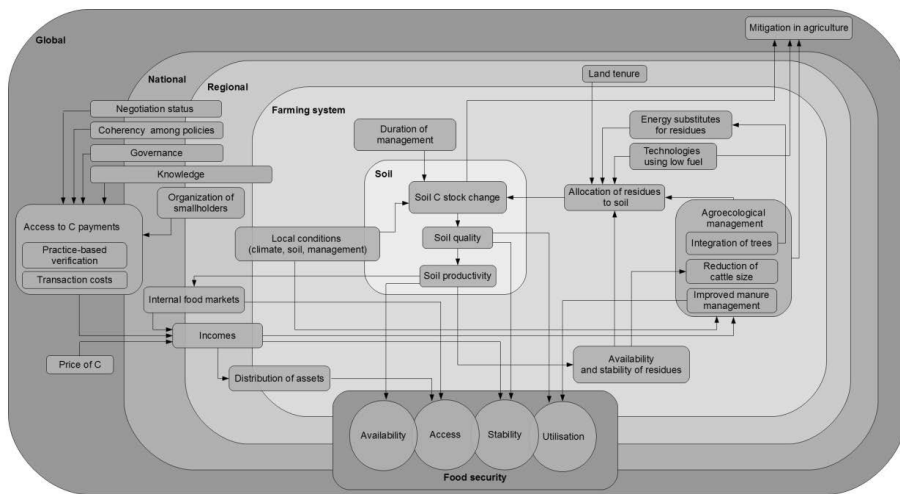 Mitigation in agriculture
Global
National
Regional
Farming system
Land tenure
Negotiation status
Coherency among policies
Governance
Knowledge
Organization of
smallholders
Duration of
management
Energy substitutes
for residues
Technologies
using low fuel
Soil
Soil C stock change
Allocation of residues
to soil
Access to C payments
Practice-based
verification
Transaction costs
Local conditions
(climate, soil, management)
Soil quality
Soil productivity
Agroecological
management
Integration of trees
Reduction of
cattle size
Improved manure
management
Internal food markets
Incomes
Price of C
Distribution of assets
Availability
and stability of residues
Availability
Access
Stability
Utilisation
Food security